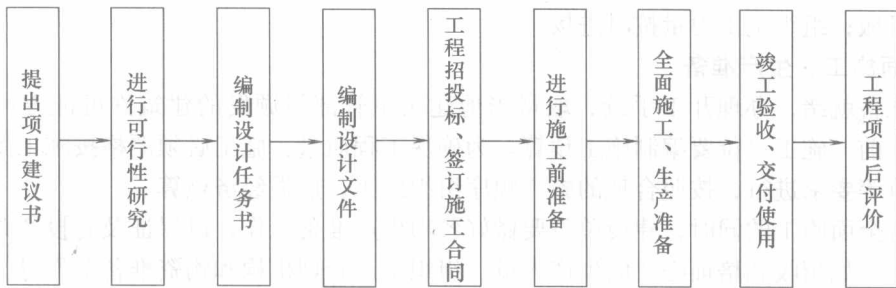 提出项目建议书
进行可行性研究
编制设计任务书
编制设计文件
工程招投标、签订施工合同
进行施工前准备
全面施工、生产准备
竣工验收、交付使用
工程项目后评价